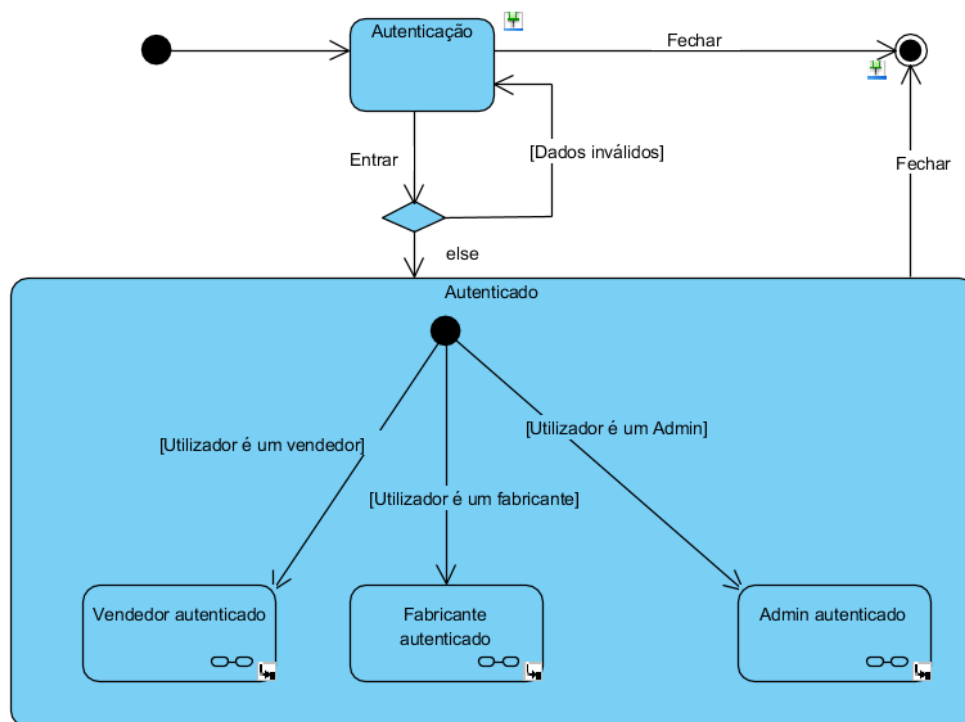 Autenticação
Fechar
Entrar
[Dados inválidos]
Fechar
else
Autenticado
[Utilizador é um vendedor]
[Utilizador é um Admin]
[Utilizador é um fabricante]
Vendedor autenticado
Fabricante
autenticado
Admin autenticado